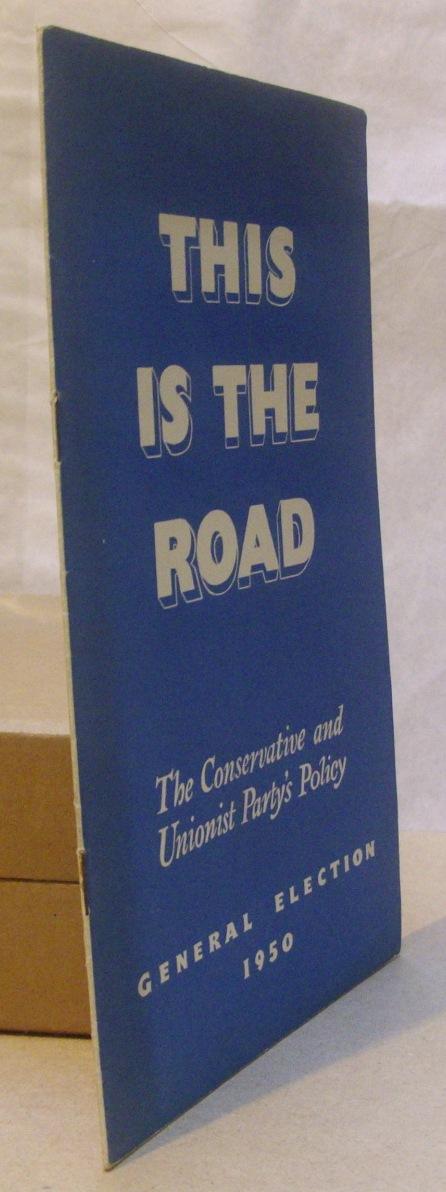 THIS
IS THE
ROAD
The Conservative and
Unionist Party's Policy
GENERAL ELECTION
1950